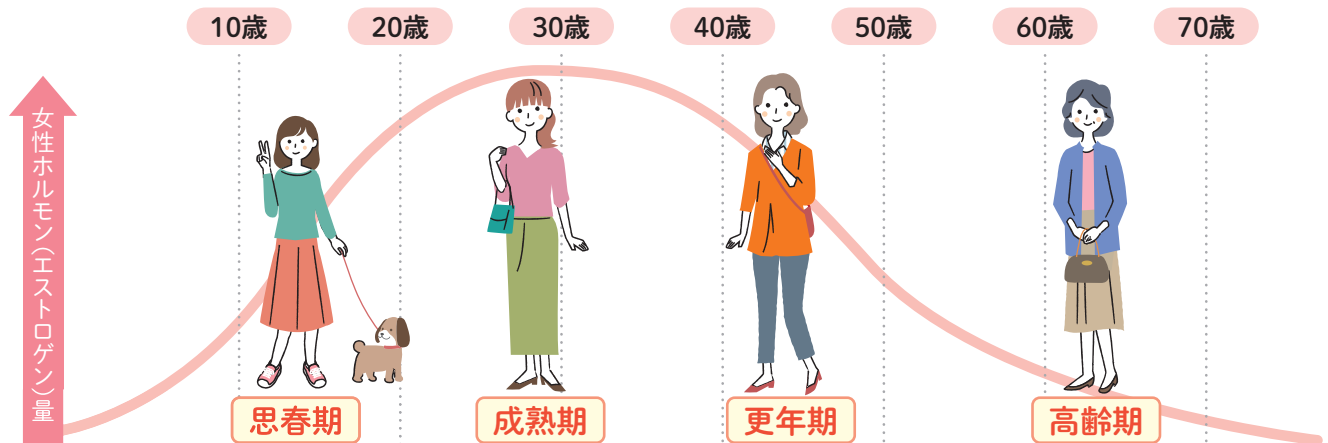 10歳
20歳
30歳
40歳
50歳
60歳
70歳
女性ホルモン(エストロゲン)量
思春期
成熟期
更年期
高齢期